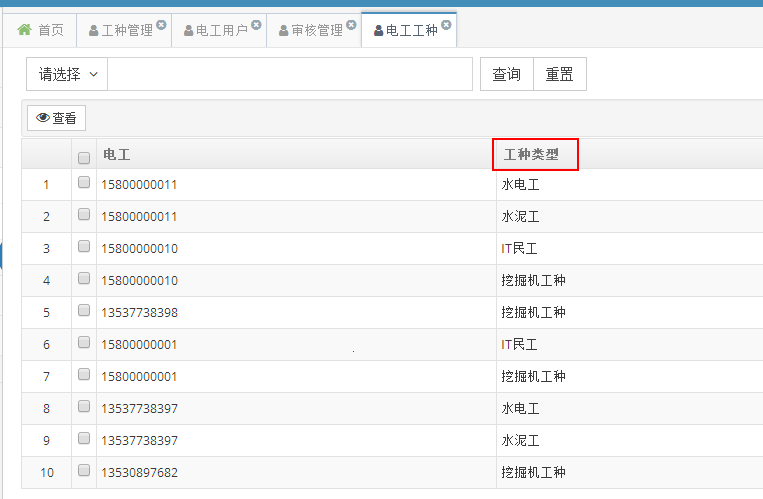 首页 工种管理 电工用户 审核管理 电工工种
请选择 查询 重置
查看
电工 工种类型
1 15800000011 水电工
2 15800000011 水泥工
3 15800000010 IT民工
4 15800000010 挖掘机工种
5 13537738398 挖掘机工种
6 15800000001 IT民工
7 15800000001 挖掘机工种
8 13537738397 水电工
9 13537738397 水泥工
10 13530897682 挖掘机工种